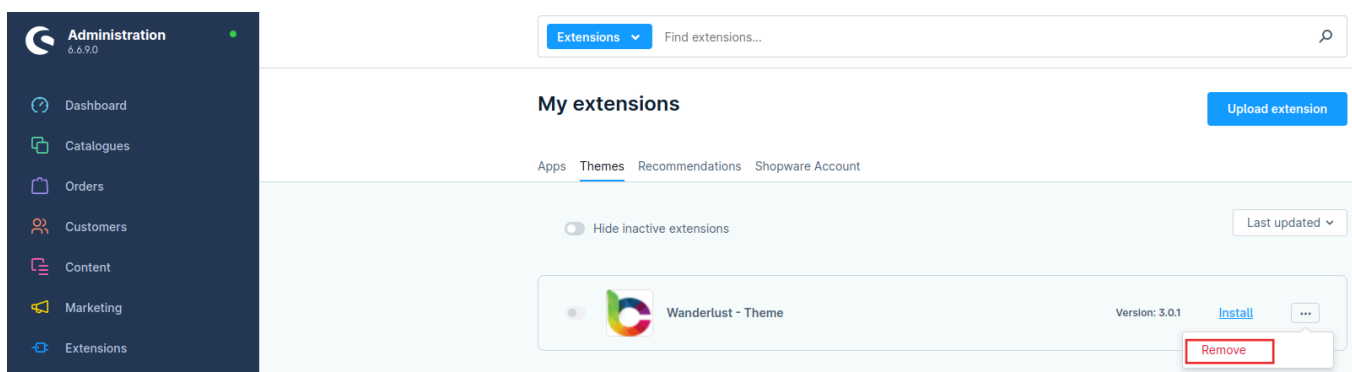 Administration
6.6.9.0
Dashboard
Catalogues
Orders
Customers
Content
Marketing
Extensions
Extensions
Find extensions...
My extensions
Upload extension
Apps Themes Recommendations Shopware Account
Hide inactive extensions
Last updated
Wanderlust - Theme
Version: 3.0.1
Install
...
Remove